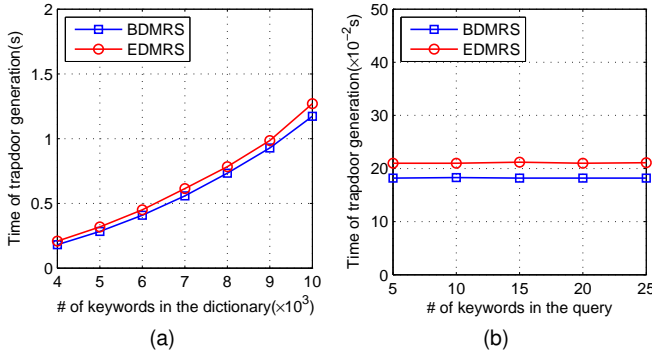 BDMRS
EDMRS
Time of trapdoor generation(s)
2
1.5
1
0.5
0
4 5 6 7 8 9 10
# of keywords in the dictionary(×10³)
(a)
BDMRS
EDMRS
Time of trapdoor generation(×10⁻²s)
50
40
30
20
10
0
5 10 15 20 25
# of keywords in the query
(b)